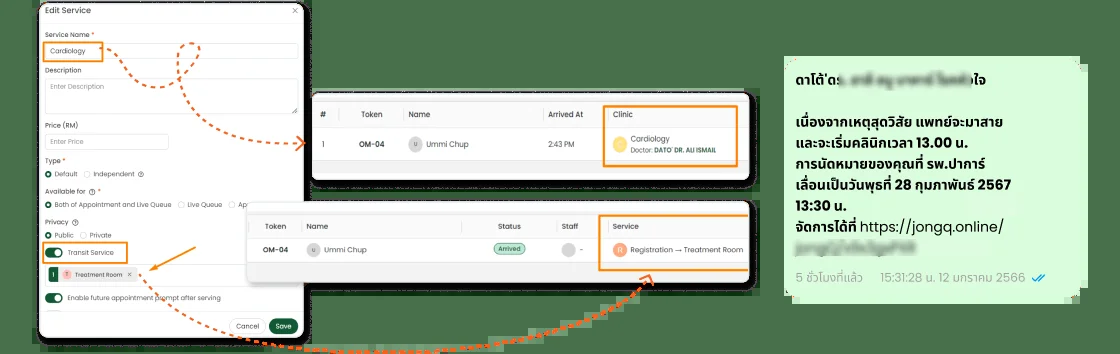 Edit Service ×
Service Name *
Cardiology
Description
Enter Description
Price (RM)
Enter Price
Type *
Default Independent
Available for *
Both of Appointment and Live Queue Live Queue
Privacy
Public Private
Transit Service
1 T Treatment Room ×
Enable future appointment prompt after serving
Cancel Save
# Token Name Arrived At Clinic
1 OM-04 U Ummi Chup 2:43 PM Cardiology
Doctor: DATO' DR. ALI ISMAIL
Token Name Status Staff Service
OM-04 U Ummi Chup Arrived - R Registration → Treatment Room
ดาโต๊ะ ดร. ใจ
เนื่องจากเหตุสุดวิสัย แพทย์จะมาสาย
และจะเริ่มคลินิกเวลา 13.00 น.
การนัดหมายของคุณที่ รพ.ปาการ์
เลื่อนเป็นวันพุธที่ 28 กุมภาพันธ์ 2567
13:30 น.
จัดการได้ที่ https://jongq.online/
5 ชั่วโมงที่แล้ว 15:31:28 น. 12 มกราคม 2566